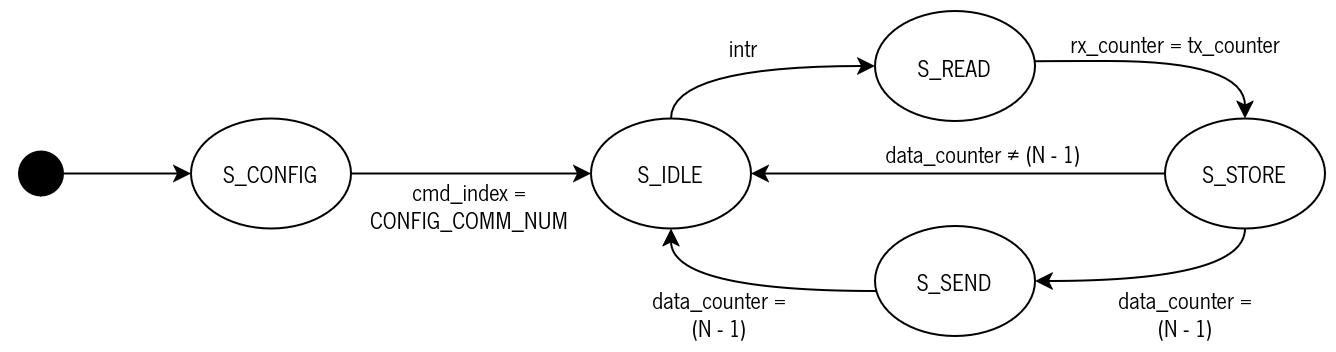 intr
S_READ
rx_counter = tx_counter
S_CONFIG
cmd_index =
CONFIG_COMM_NUM
S_IDLE
data_counter ≠ (N - 1)
S_STORE
data_counter =
(N - 1)
S_SEND
data_counter =
(N - 1)